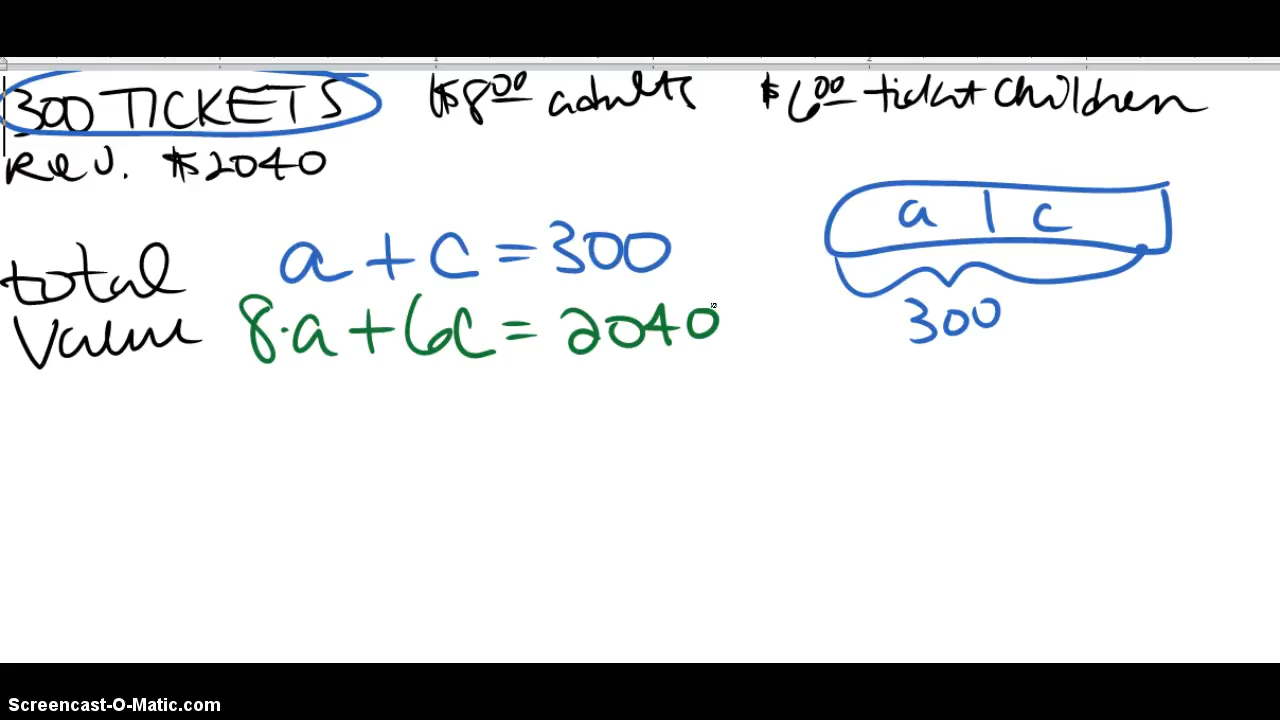 300 TICKETS $8.00 adults $6.00 ticket children
Rev. $2040
a | c
total a + c = 300
300
value 8·a + 6c = 2040
Screencast-O-Matic.com